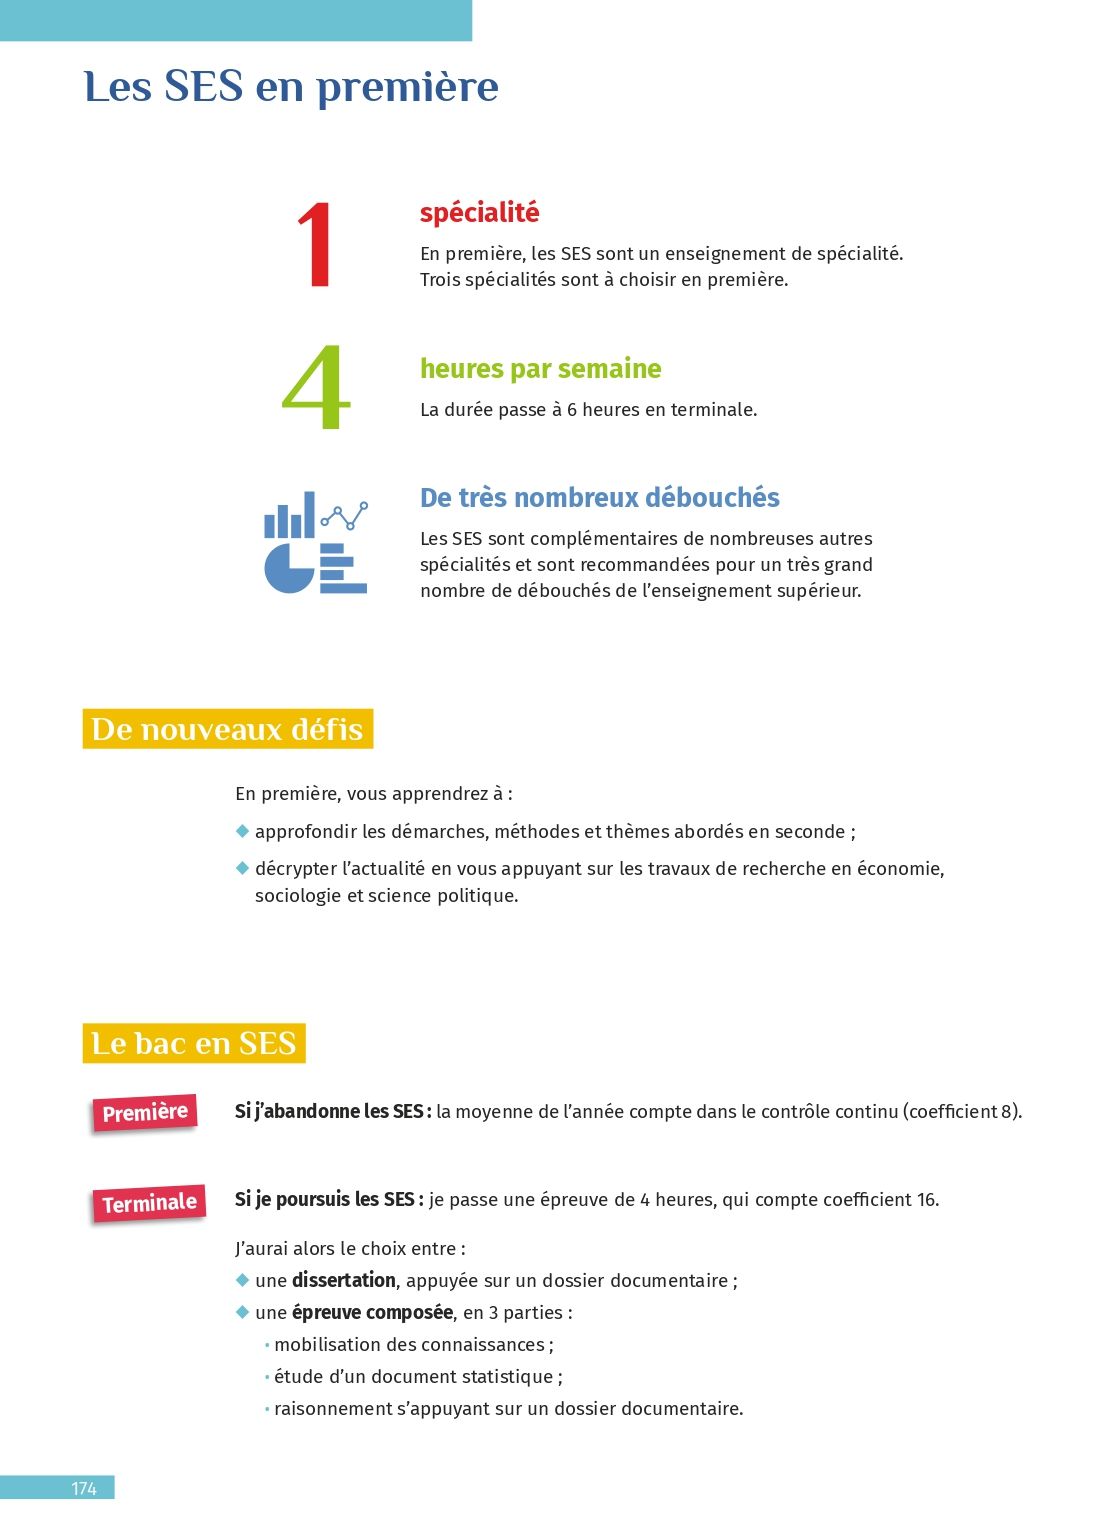 Les SES en première
1
spécialité
En première, les SES sont un enseignement de spécialité.
Trois spécialités sont à choisir en première.
4
heures par semaine
La durée passe à 6 heures en terminale.
De très nombreux débouchés
Les SES sont complémentaires de nombreuses autres
spécialités et sont recommandées pour un très grand
nombre de débouchés de l’enseignement supérieur.
De nouveaux défis
En première, vous apprendrez à :
◆ approfondir les démarches, méthodes et thèmes abordés en seconde ;
◆ décrypter l’actualité en vous appuyant sur les travaux de recherche en économie,
sociologie et science politique.
Le bac en SES
Première
Si j’abandonne les SES : la moyenne de l’année compte dans le contrôle continu (coefficient 8).
Terminale
Si je poursuis les SES : je passe une épreuve de 4 heures, qui compte coefficient 16.
J’aurai alors le choix entre :
◆ une dissertation, appuyée sur un dossier documentaire ;
◆ une épreuve composée, en 3 parties :
• mobilisation des connaissances ;
• étude d’un document statistique ;
• raisonnement s’appuyant sur un dossier documentaire.
174